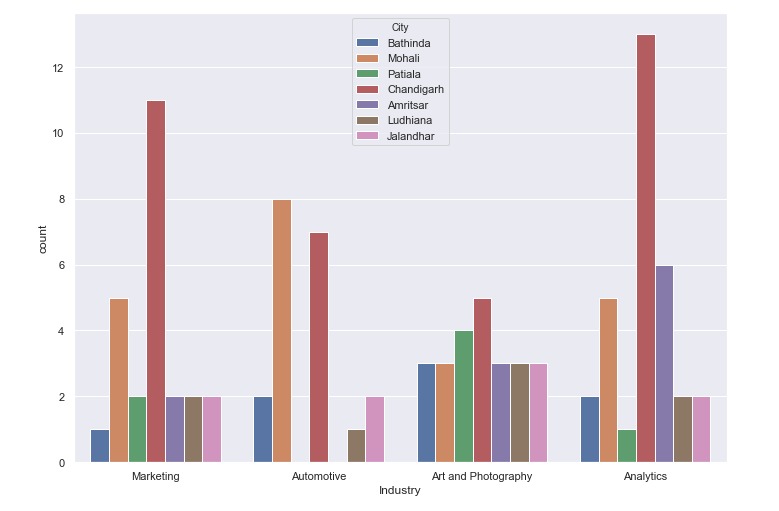 City
Bathinda
Mohali
Patiala
Chandigarh
Amritsar
Ludhiana
Jalandhar
12
10
8
6
4
2
0
count
Marketing Automotive Art and Photography Analytics
Industry